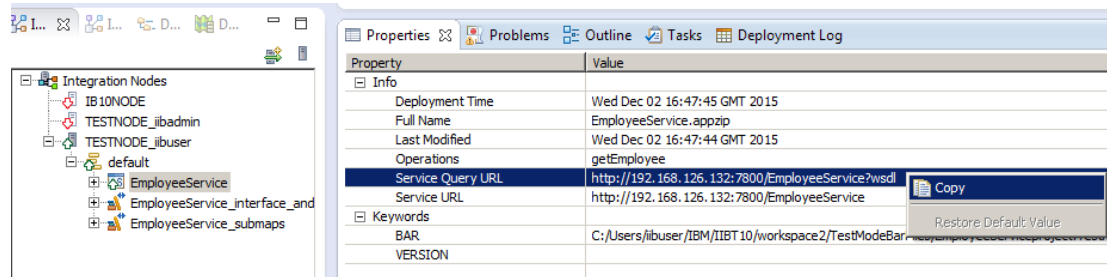 I... I... D... D...
Integration Nodes
IB10NODE
TESTNODE_iibadmin
TESTNODE_iibuser
default
EmployeeService
EmployeeService_interface_and
EmployeeService_submaps
Properties Problems Outline Tasks Deployment Log
Property Value
Info
Deployment Time Wed Dec 02 16:47:45 GMT 2015
Full Name EmployeeService.appzip
Last Modified Wed Dec 02 16:47:44 GMT 2015
Operations getEmployee
Service Query URL http://192.168.126.132:7800/EmployeeService?wsdl
Service URL http://192.168.126.132:7800/EmployeeService
Keywords
BAR C:/Users/iibuser/IBM/IIBT10/workspace2/TestModeBar
VERSION
Copy
Restore Default Value